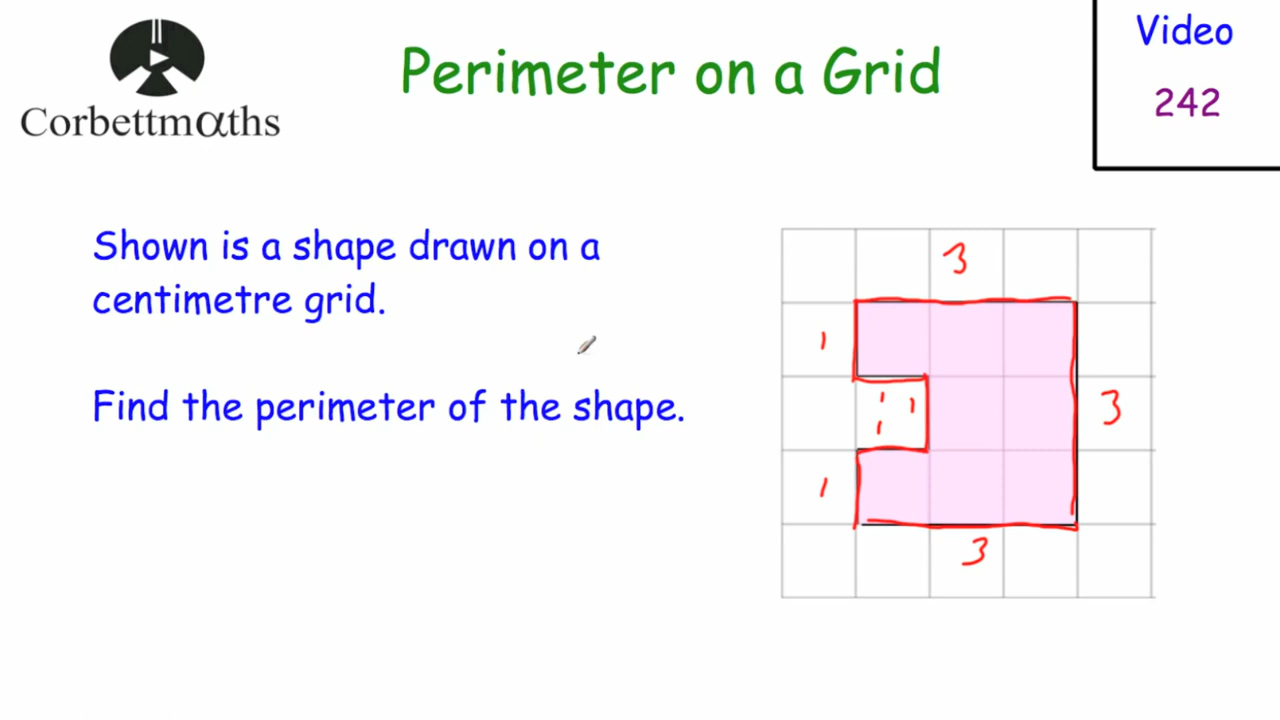 Corbettmαths
Perimeter on a Grid
Video
242
Shown is a shape drawn on a
centimetre grid.
Find the perimeter of the shape.
3
1
1
1
3
1
1
3